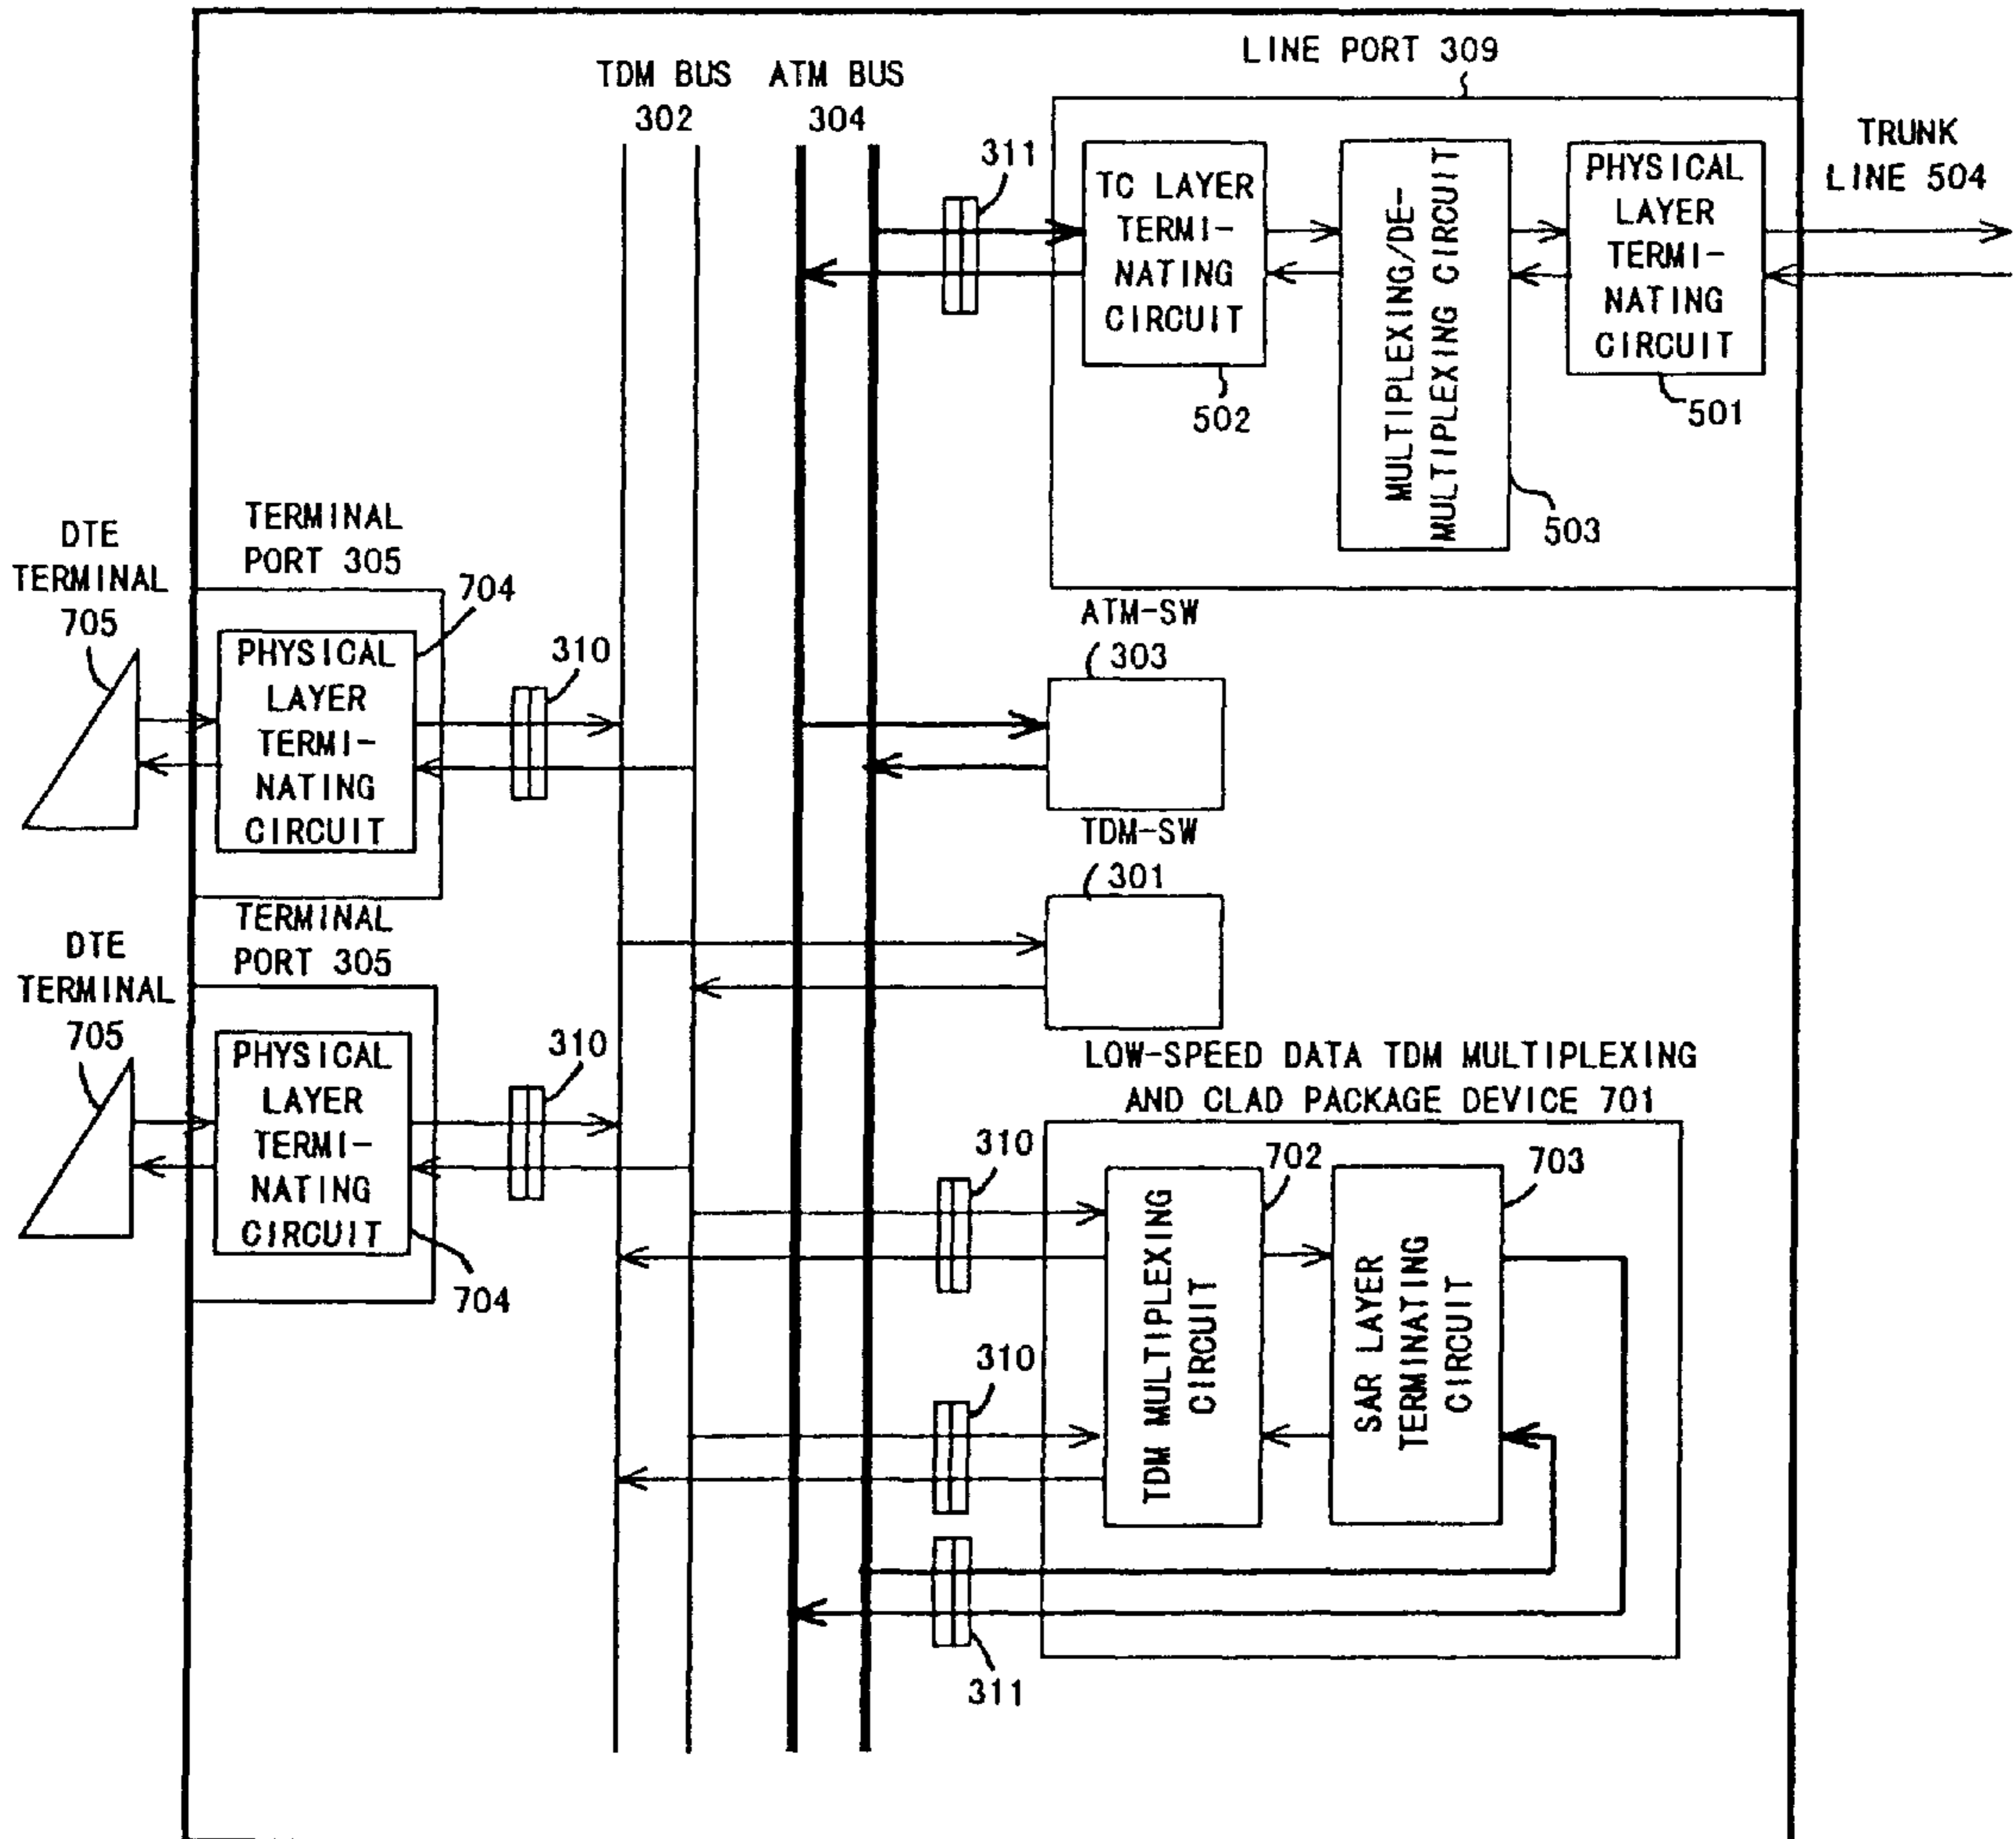 LINE PORT 309
TDM BUS
302
ATM BUS
304
311
TC LAYER
TERMI-
NATING
CIRCUIT
502
MULTIPLEXING/DE-
MULTIPLEXING CIRCUIT
503
PHYSICAL
LAYER
TERMI-
NATING
CIRCUIT
501
TRUNK
LINE 504
DTE
TERMINAL
705
TERMINAL
PORT 305
704
PHYSICAL
LAYER
TERMI-
NATING
CIRCUIT
310
ATM-SW
303
TDM-SW
301
DTE
TERMINAL
705
TERMINAL
PORT 305
PHYSICAL
LAYER
TERMI-
NATING
CIRCUIT
704
310
LOW-SPEED DATA TDM MULTIPLEXING
AND CLAD PACKAGE DEVICE 701
310
702
703
TDM MULTIPLEXING
CIRCUIT
SAR LAYER
TERMINATING
CIRCUIT
310
311